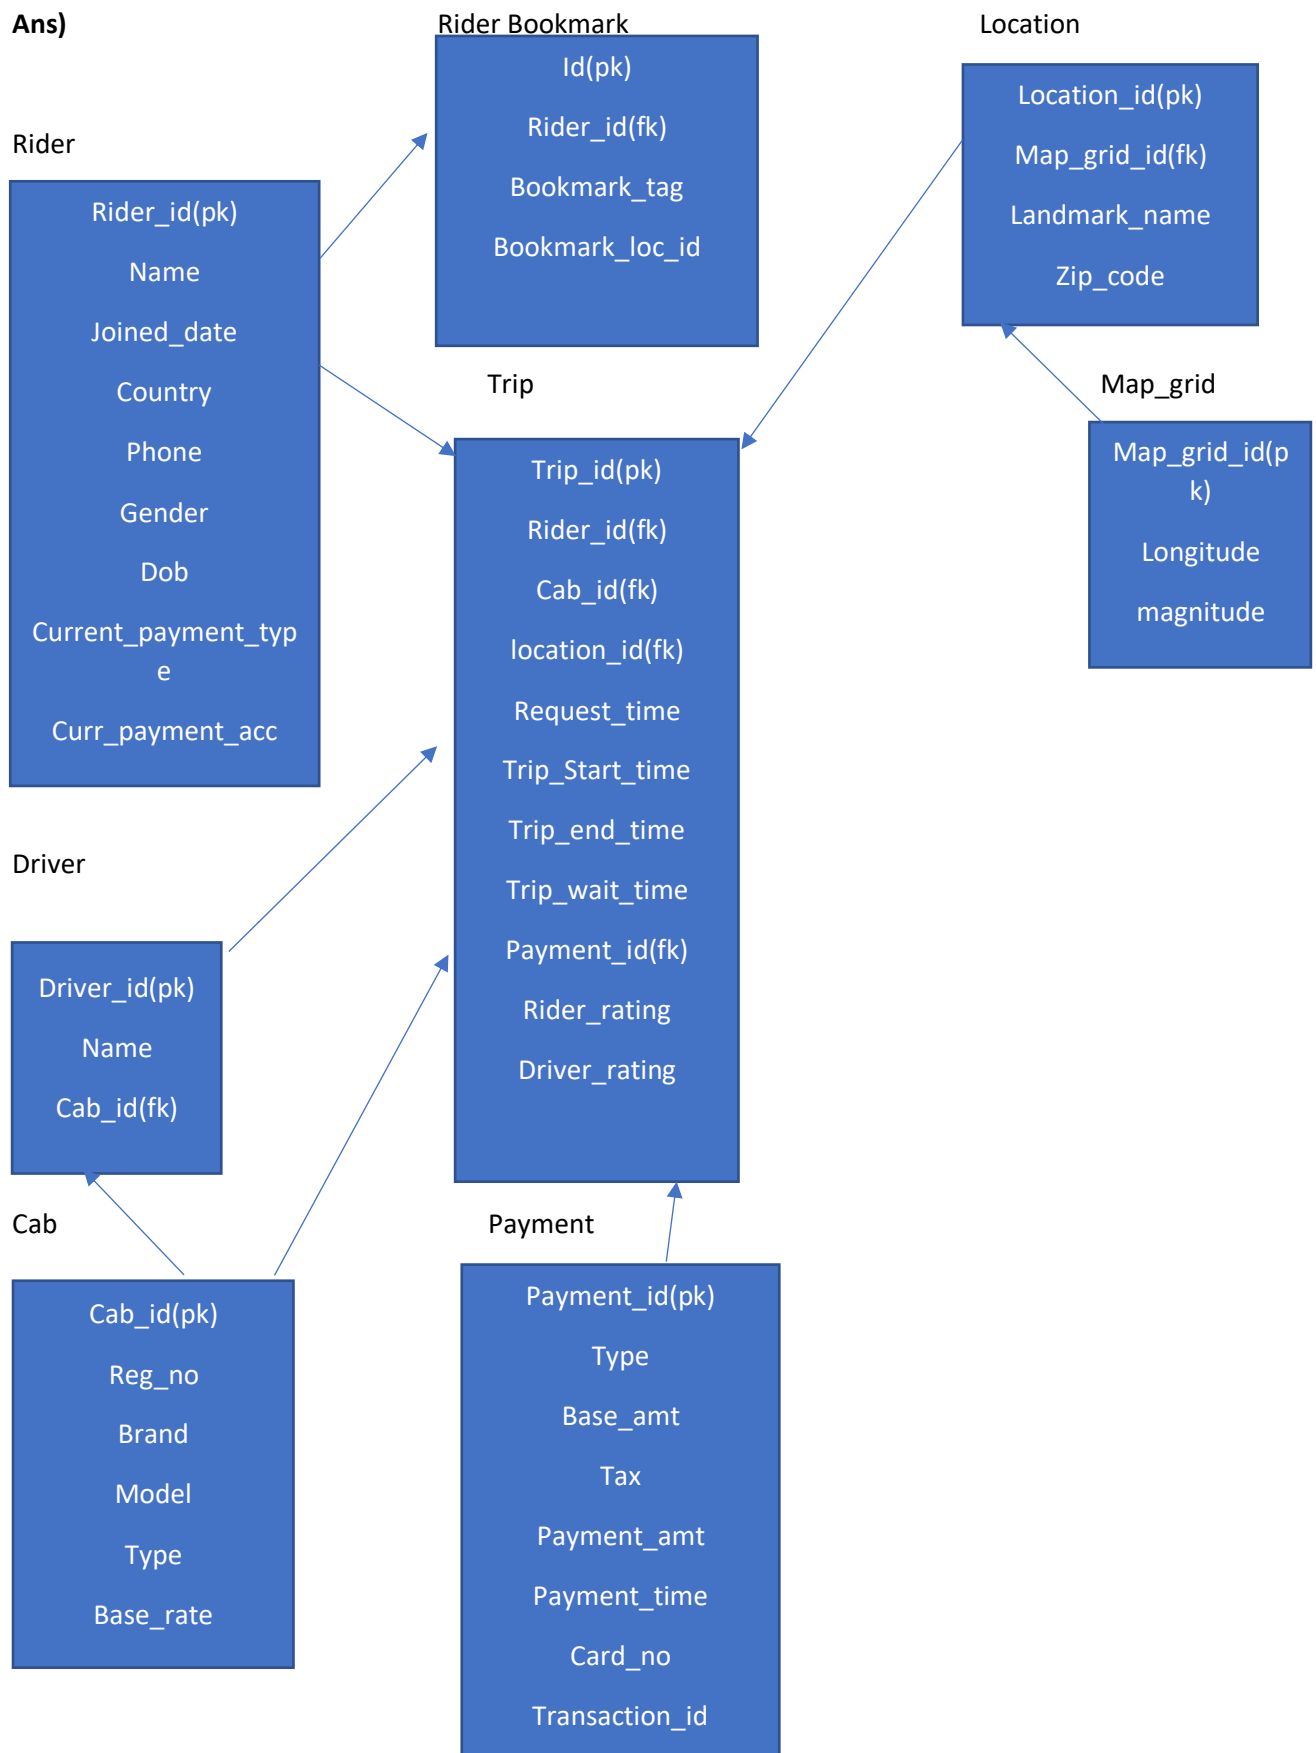 Ans)
Rider Bookmark
Id(pk)
Rider_id(fk)
Bookmark_tag
Bookmark_loc_id
Location
Location_id(pk)
Map_grid_id(fk)
Landmark_name
Zip_code
Rider
Rider_id(pk)
Name
Joined_date
Country
Phone
Gender
Dob
Current_payment_typ
e
Curr_payment_acc
Trip
Trip_id(pk)
Rider_id(fk)
Cab_id(fk)
location_id(fk)
Request_time
Trip_Start_time
Trip_end_time
Trip_wait_time
Payment_id(fk)
Rider_rating
Driver_rating
Map_grid
Map_grid_id(p
k)
Longitude
magnitude
Driver
Driver_id(pk)
Name
Cab_id(fk)
Cab
Cab_id(pk)
Reg_no
Brand
Model
Type
Base_rate
Payment
Payment_id(pk)
Type
Base_amt
Tax
Payment_amt
Payment_time
Card_no
Transaction_id